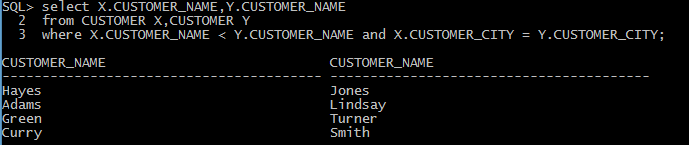 SQL> select X.CUSTOMER_NAME,Y.CUSTOMER_NAME
2 from CUSTOMER X,CUSTOMER Y
3 where X.CUSTOMER_NAME < Y.CUSTOMER_NAME and X.CUSTOMER_CITY = Y.CUSTOMER_CITY;
CUSTOMER_NAME CUSTOMER_NAME
---------------------------------------- ----------------------------------------
Hayes Jones
Adams Lindsay
Green Turner
Curry Smith